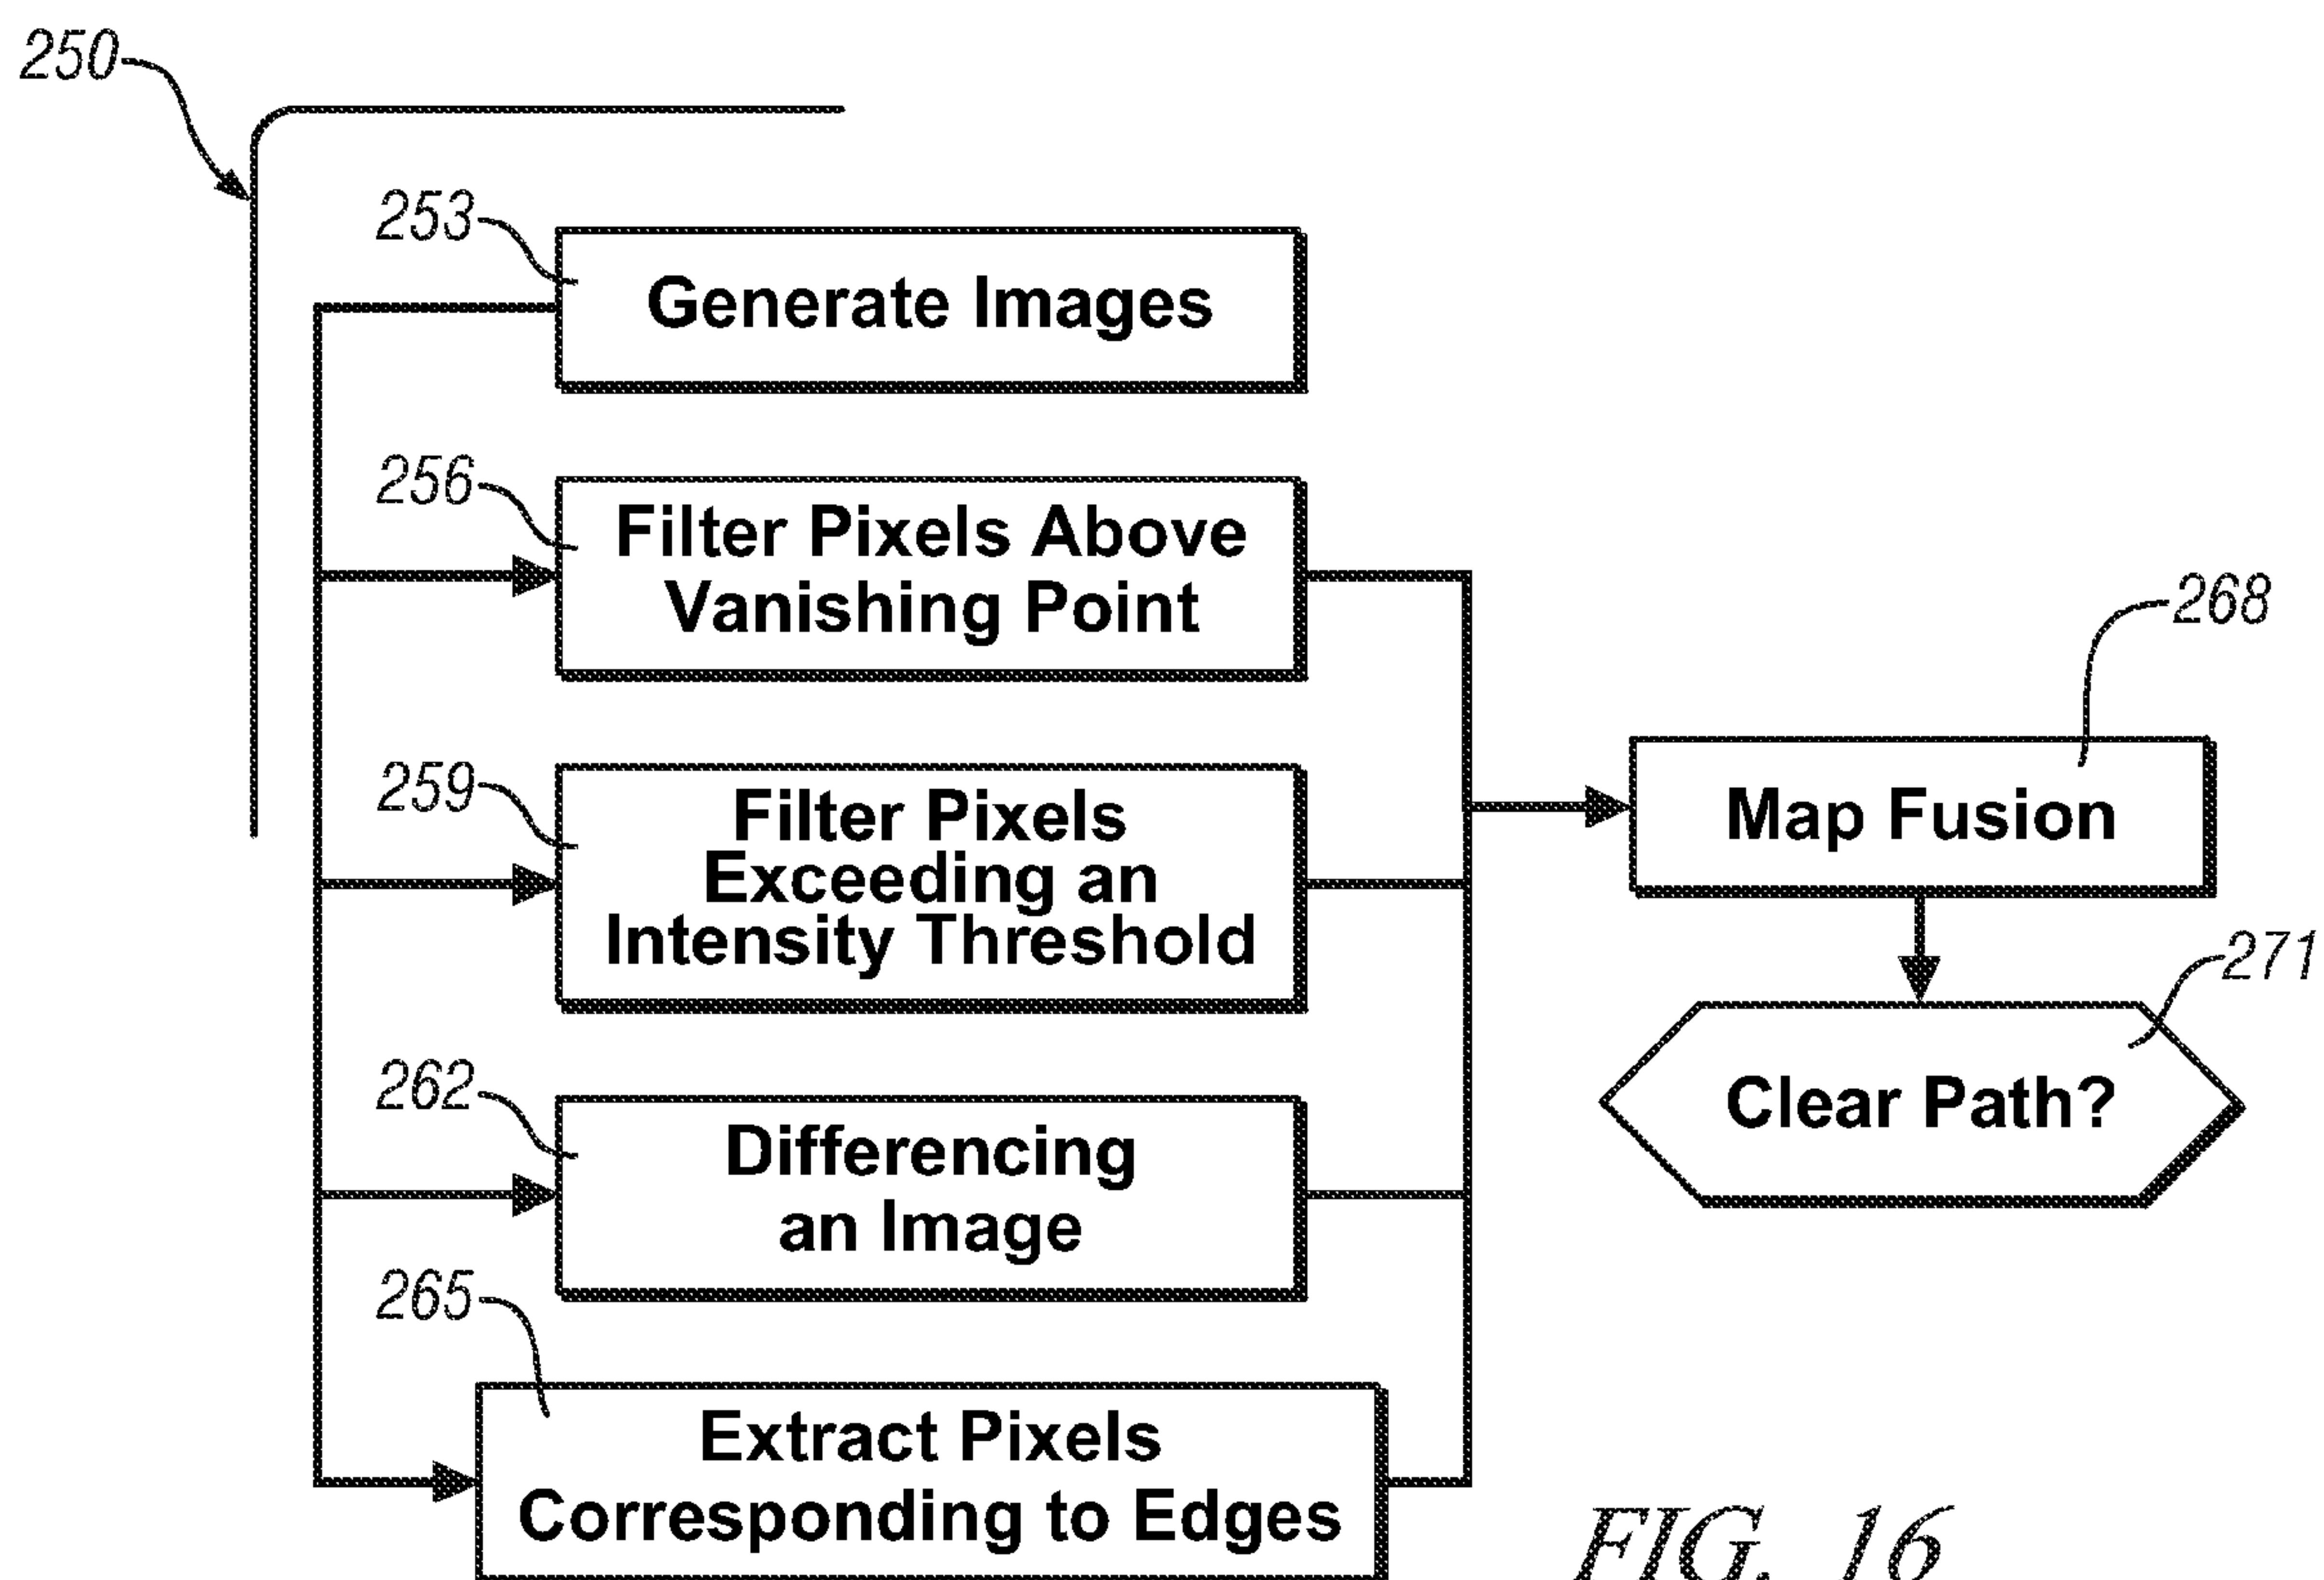 250
253
Generate Images
256
Filter Pixels Above
Vanishing Point
259
Filter Pixels
Exceeding an
Intensity Threshold
262
Differencing
an Image
265
Extract Pixels
Corresponding to Edges
268
Map Fusion
271
Clear Path?
FIG. 16